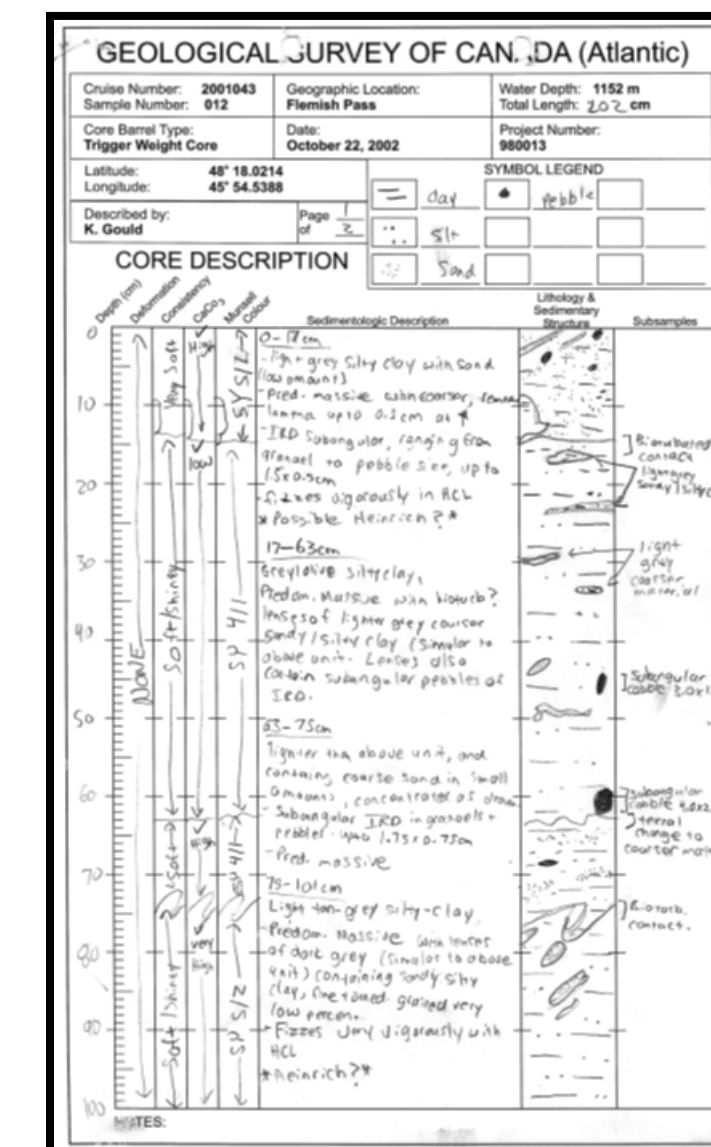 GEOLOGICAL SURVEY OF CANADA (Atlantic)
Cruise Number: 2001043
Sample Number: 012
Geographic Location:
Flemish Pass
Water Depth: 1152 m
Total Length: 202 cm
Core Barrel Type:
Trigger Weight Core
Date:
October 22, 2002
Project Number:
980013
Latitude: 48° 18.0214
Longitude: 45° 54.5388
SYMBOL LEGEND
clay
pebble
silt
sand
Described by:
K. Gould
Page 1
of 2
CORE DESCRIPTION
Depth (cm)
Deformation
Consistency
CaCo3
Munsell
Colour
Sedimentologic Description
Lithology &
Sedimentary
Structure
Subsamples
0
10
20
30
40
50
60
70
80
90
100
NONE
Very Soft
Soft/Shiny
Soft
Soft/Shiny
High
low
High
very
High
5Y 5/2
5Y 4/1
5Y 4/1
5Y 5/2
0-17cm
-light grey silty clay with sand
(low amount)
-Pred. massive with coarser
lamina up to 0.5cm at
-IRD subangular, ranging from
granuel to pebble size, up to
1.5x0.5cm
-fizzes vigorously in HCL
*Possible Heinrich?*
17-63cm
Grey/olive silty clay,
Predom. Massive with bioturb?
lenses of lighter grey courser
sandy/silty clay (simular to
above unit. Lenses also
contain subangular pebbles of
IRD.
63-75cm
lighter than above unit, and
containing coarse sand in small
amounts, concentrated as
-Subangular IRD in granuels +
pebbles - upto 1.75x0.75cm
-Pred. massive
75-101cm
Light tan-grey silty-clay,
-Predom. Massive with lenses
of dark grey (simular to above
unit) containing sandy silty
clay, fine grained very
low percen.
-Fizzes very vigorously with
HCL
*Heinrich?*
Bioturbated
contact
light grey
sandy/silty
light
grey
coarser
material
Subangular
cobble 3.0x1
subangular
cobble
change to
coarser
Bioturb.
contact.
NOTES: